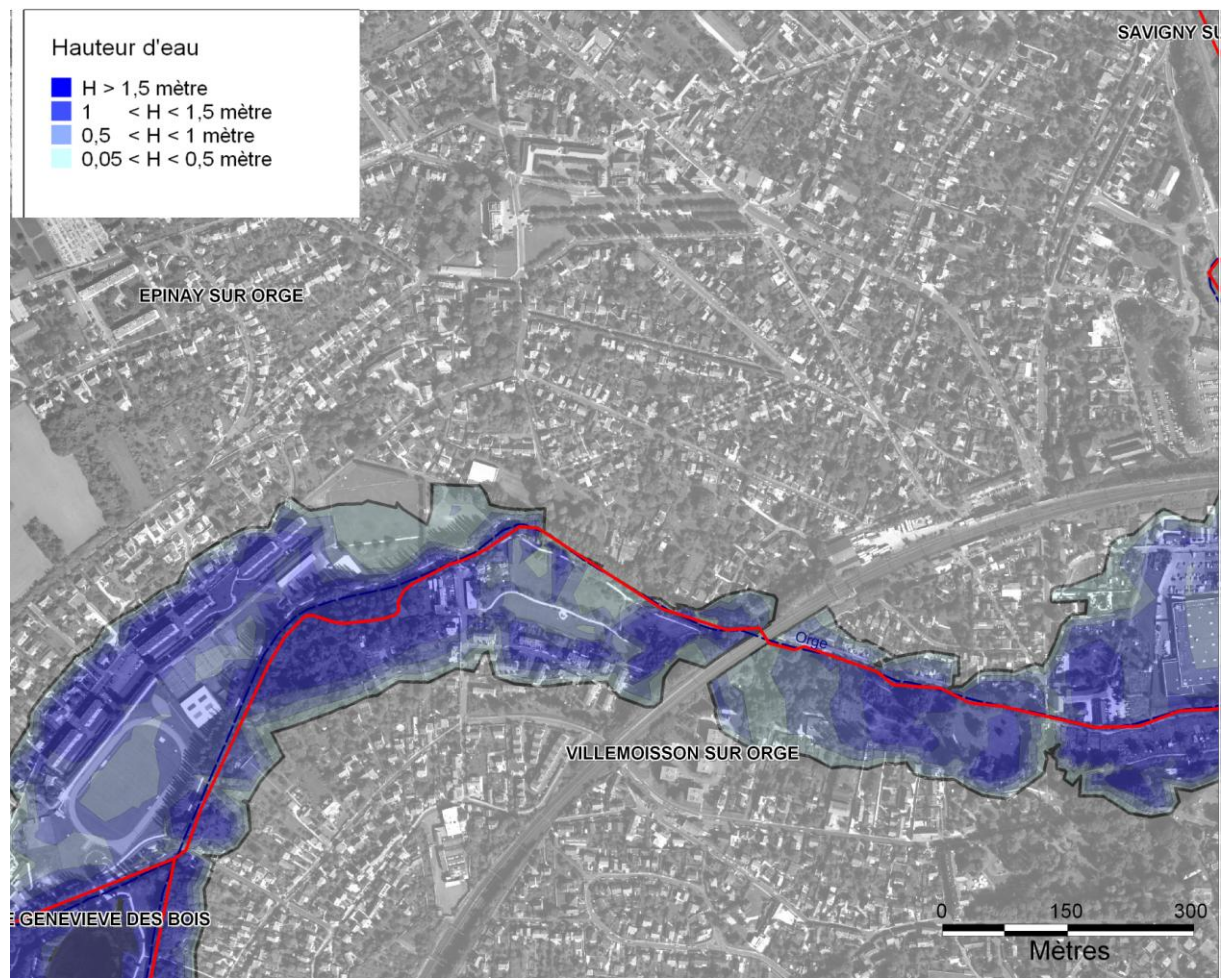 Hauteur d'eau
H > 1,5 mètre
1 < H < 1,5 mètre
0,5 < H < 1 mètre
0,05 < H < 0,5 mètre
SAVIGNY SU
EPINAY SUR ORGE
Orge
VILLEMOISSON SUR ORGE
E GENEVIEVE DES BOIS
0 150 300
Mètres